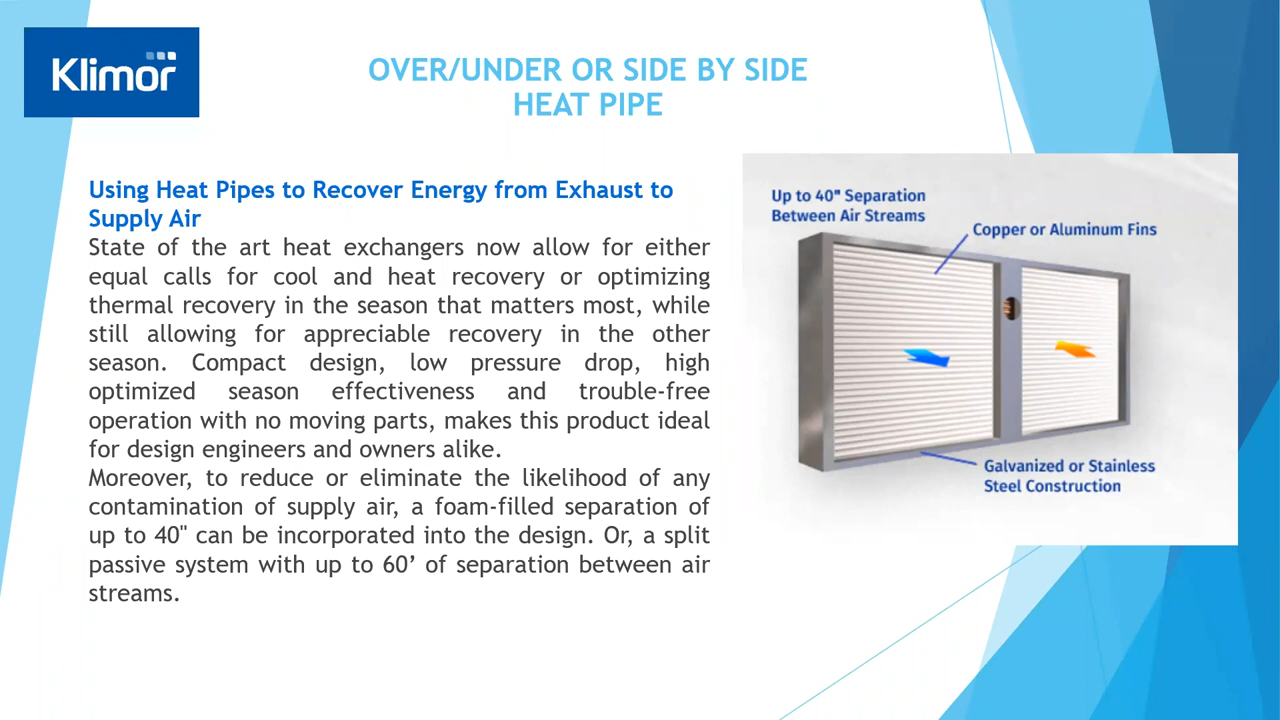 Klimor
OVER/UNDER OR SIDE BY SIDE
HEAT PIPE
Using Heat Pipes to Recover Energy from Exhaust to
Supply Air
State of the art heat exchangers now allow for either
equal calls for cool and heat recovery or optimizing
thermal recovery in the season that matters most, while
still allowing for appreciable recovery in the other
season. Compact design, low pressure drop, high
optimized season effectiveness and trouble-free
operation with no moving parts, makes this product ideal
for design engineers and owners alike.
Moreover, to reduce or eliminate the likelihood of any
contamination of supply air, a foam-filled separation of
up to 40" can be incorporated into the design. Or, a split
passive system with up to 60’ of separation between air
streams.
Up to 40" Separation
Between Air Streams
Copper or Aluminum Fins
Galvanized or Stainless
Steel Construction